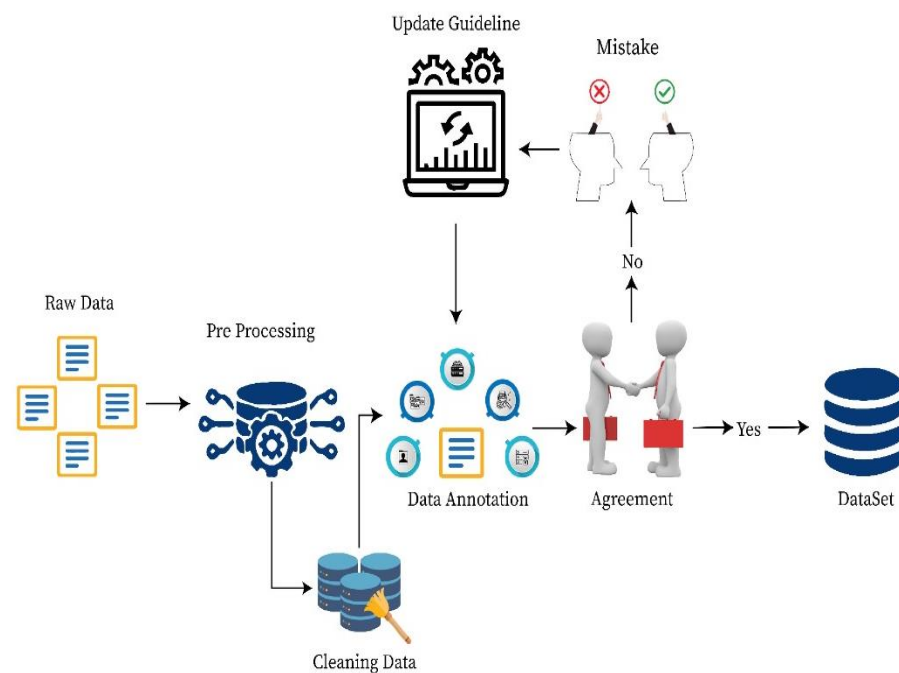 Update Guideline
Mistake
No
Raw Data
Pre Processing
Data Annotation
Agreement
Yes
DataSet
Cleaning Data